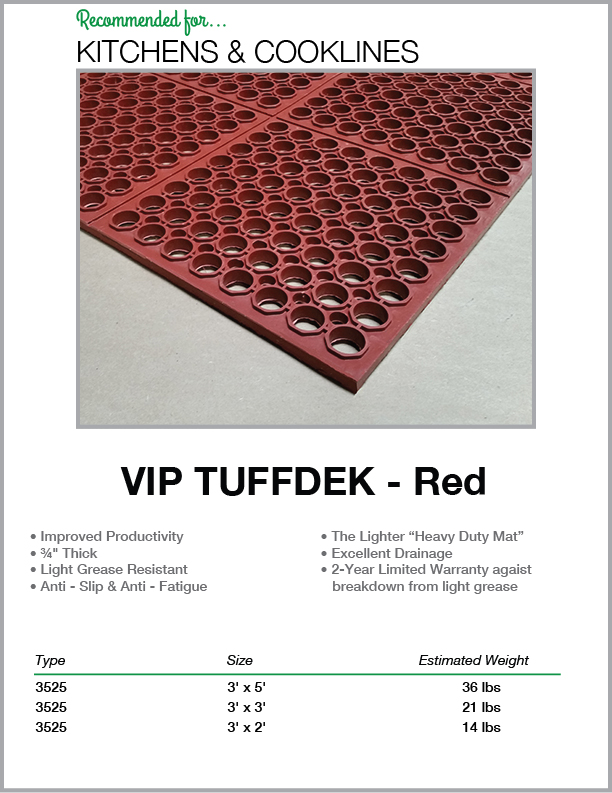 Recommended for...
KITCHENS & COOKLINES
VIP TUFFDEK - Red
• Improved Productivity
• ¾" Thick
• Light Grease Resistant
• Anti - Slip & Anti - Fatigue
• The Lighter “Heavy Duty Mat”
• Excellent Drainage
• 2-Year Limited Warranty agaist
breakdown from light grease
Type Size Estimated Weight
3525 3' x 5' 36 lbs
3525 3' x 3' 21 lbs
3525 3' x 2' 14 lbs